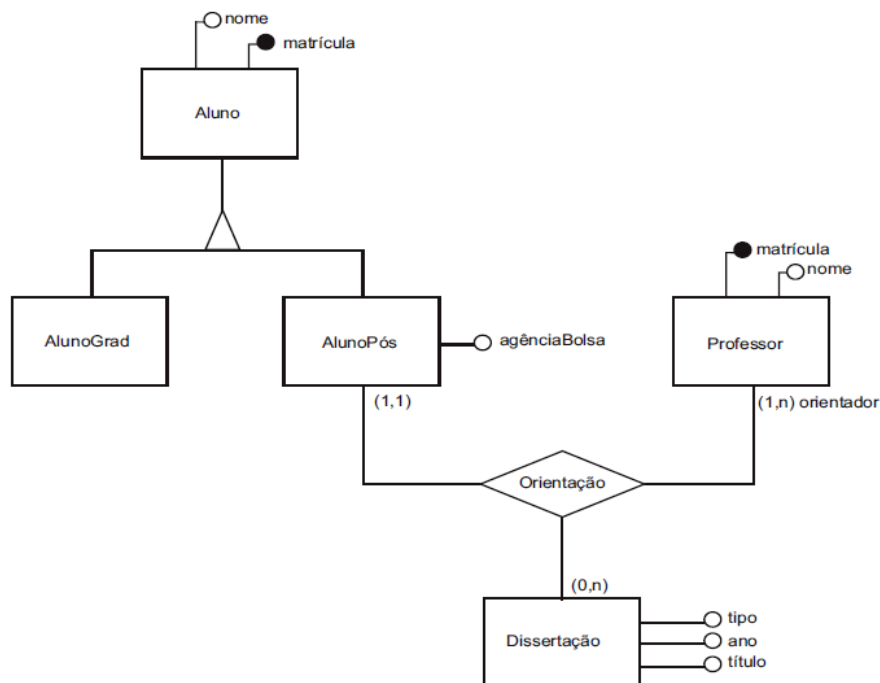 nome
matrícula
Aluno
AlunoGrad
AlunoPós
agênciaBolsa
matrícula
nome
Professor
(1,1)
(1,n) orientador
Orientação
(0,n)
Dissertação
tipo
ano
título